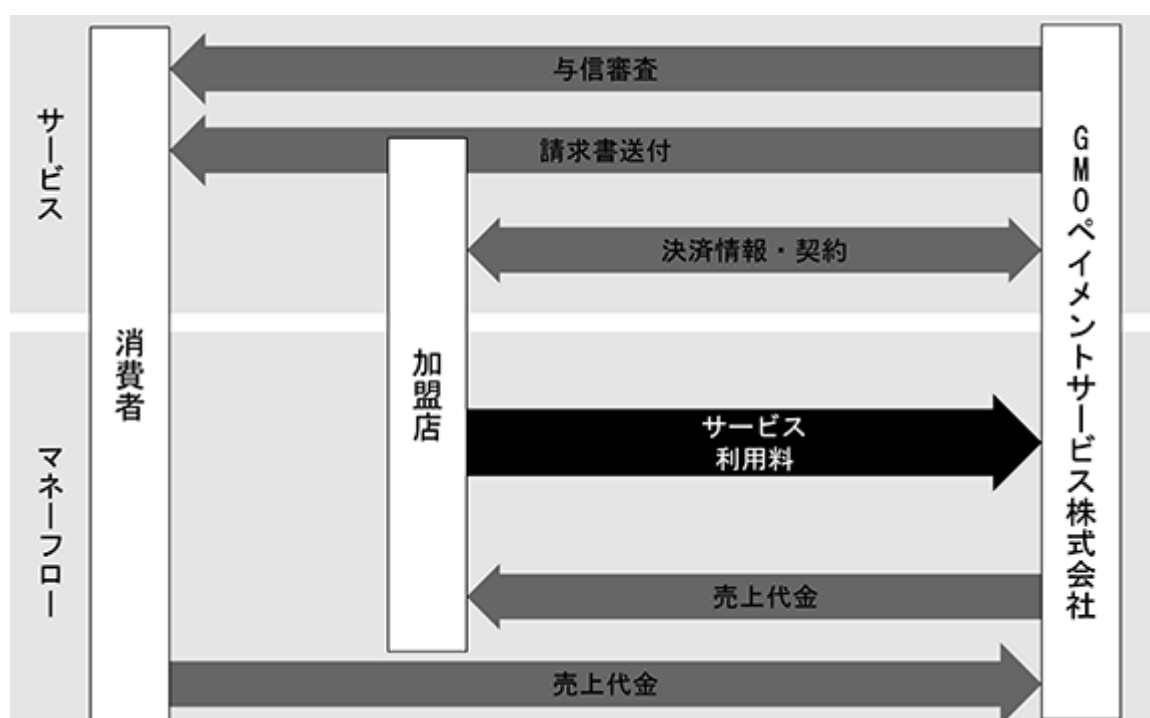 サービス
与信審査
請求書送付
決済情報・契約
消費者
加盟店
GMOペイメントサービス株式会社
マネーフロー
サービス
利用料
売上代金
売上代金